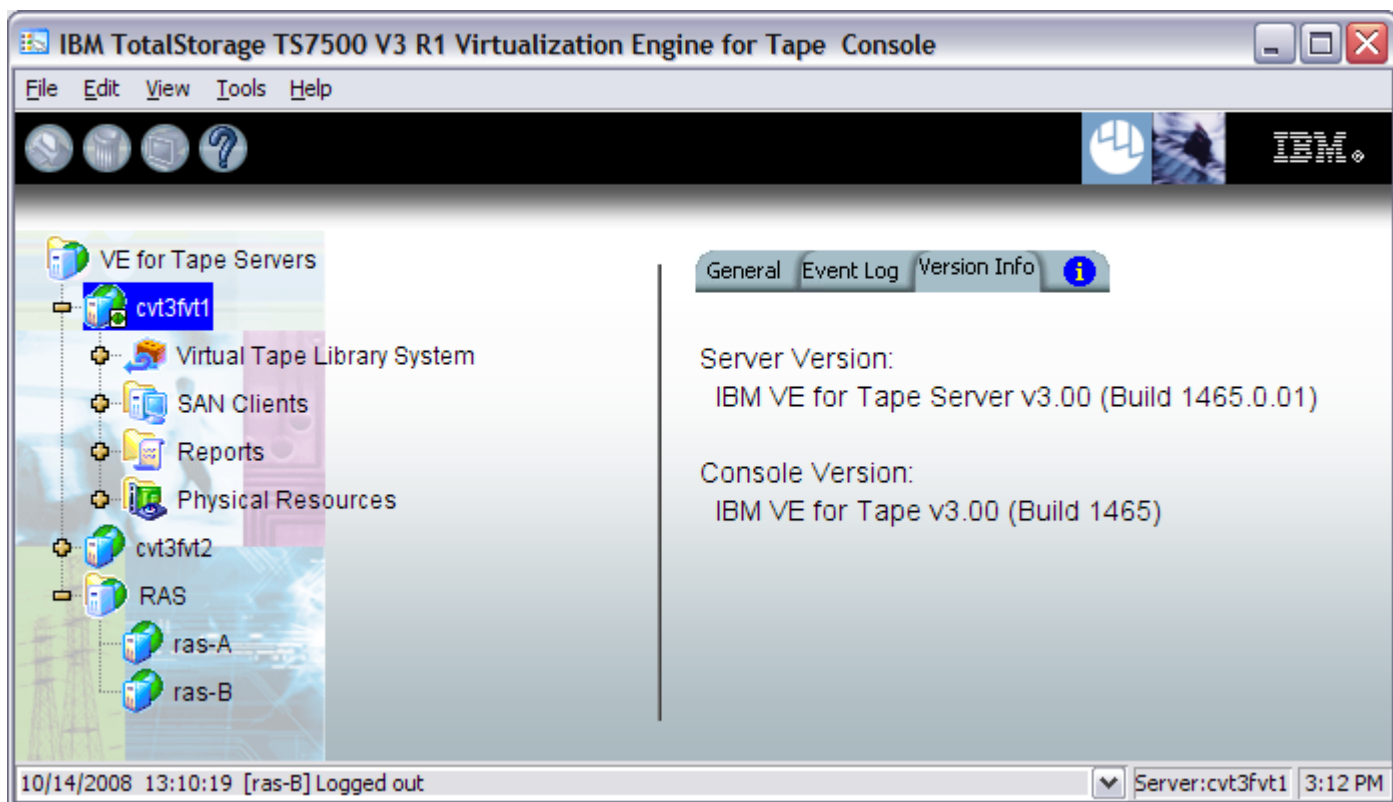 IBM TotalStorage TS7500 V3 R1 Virtualization Engine for Tape Console
File Edit View Tools Help
IBM®
VE for Tape Servers
cvt3fvt1
Virtual Tape Library System
SAN Clients
Reports
Physical Resources
cvt3fvt2
RAS
ras-A
ras-B
General Event Log Version Info
Server Version:
IBM VE for Tape Server v3.00 (Build 1465.0.01)
Console Version:
IBM VE for Tape v3.00 (Build 1465)
10/14/2008 13:10:19 [ras-B] Logged out
Server:cvt3fvt1 3:12 PM